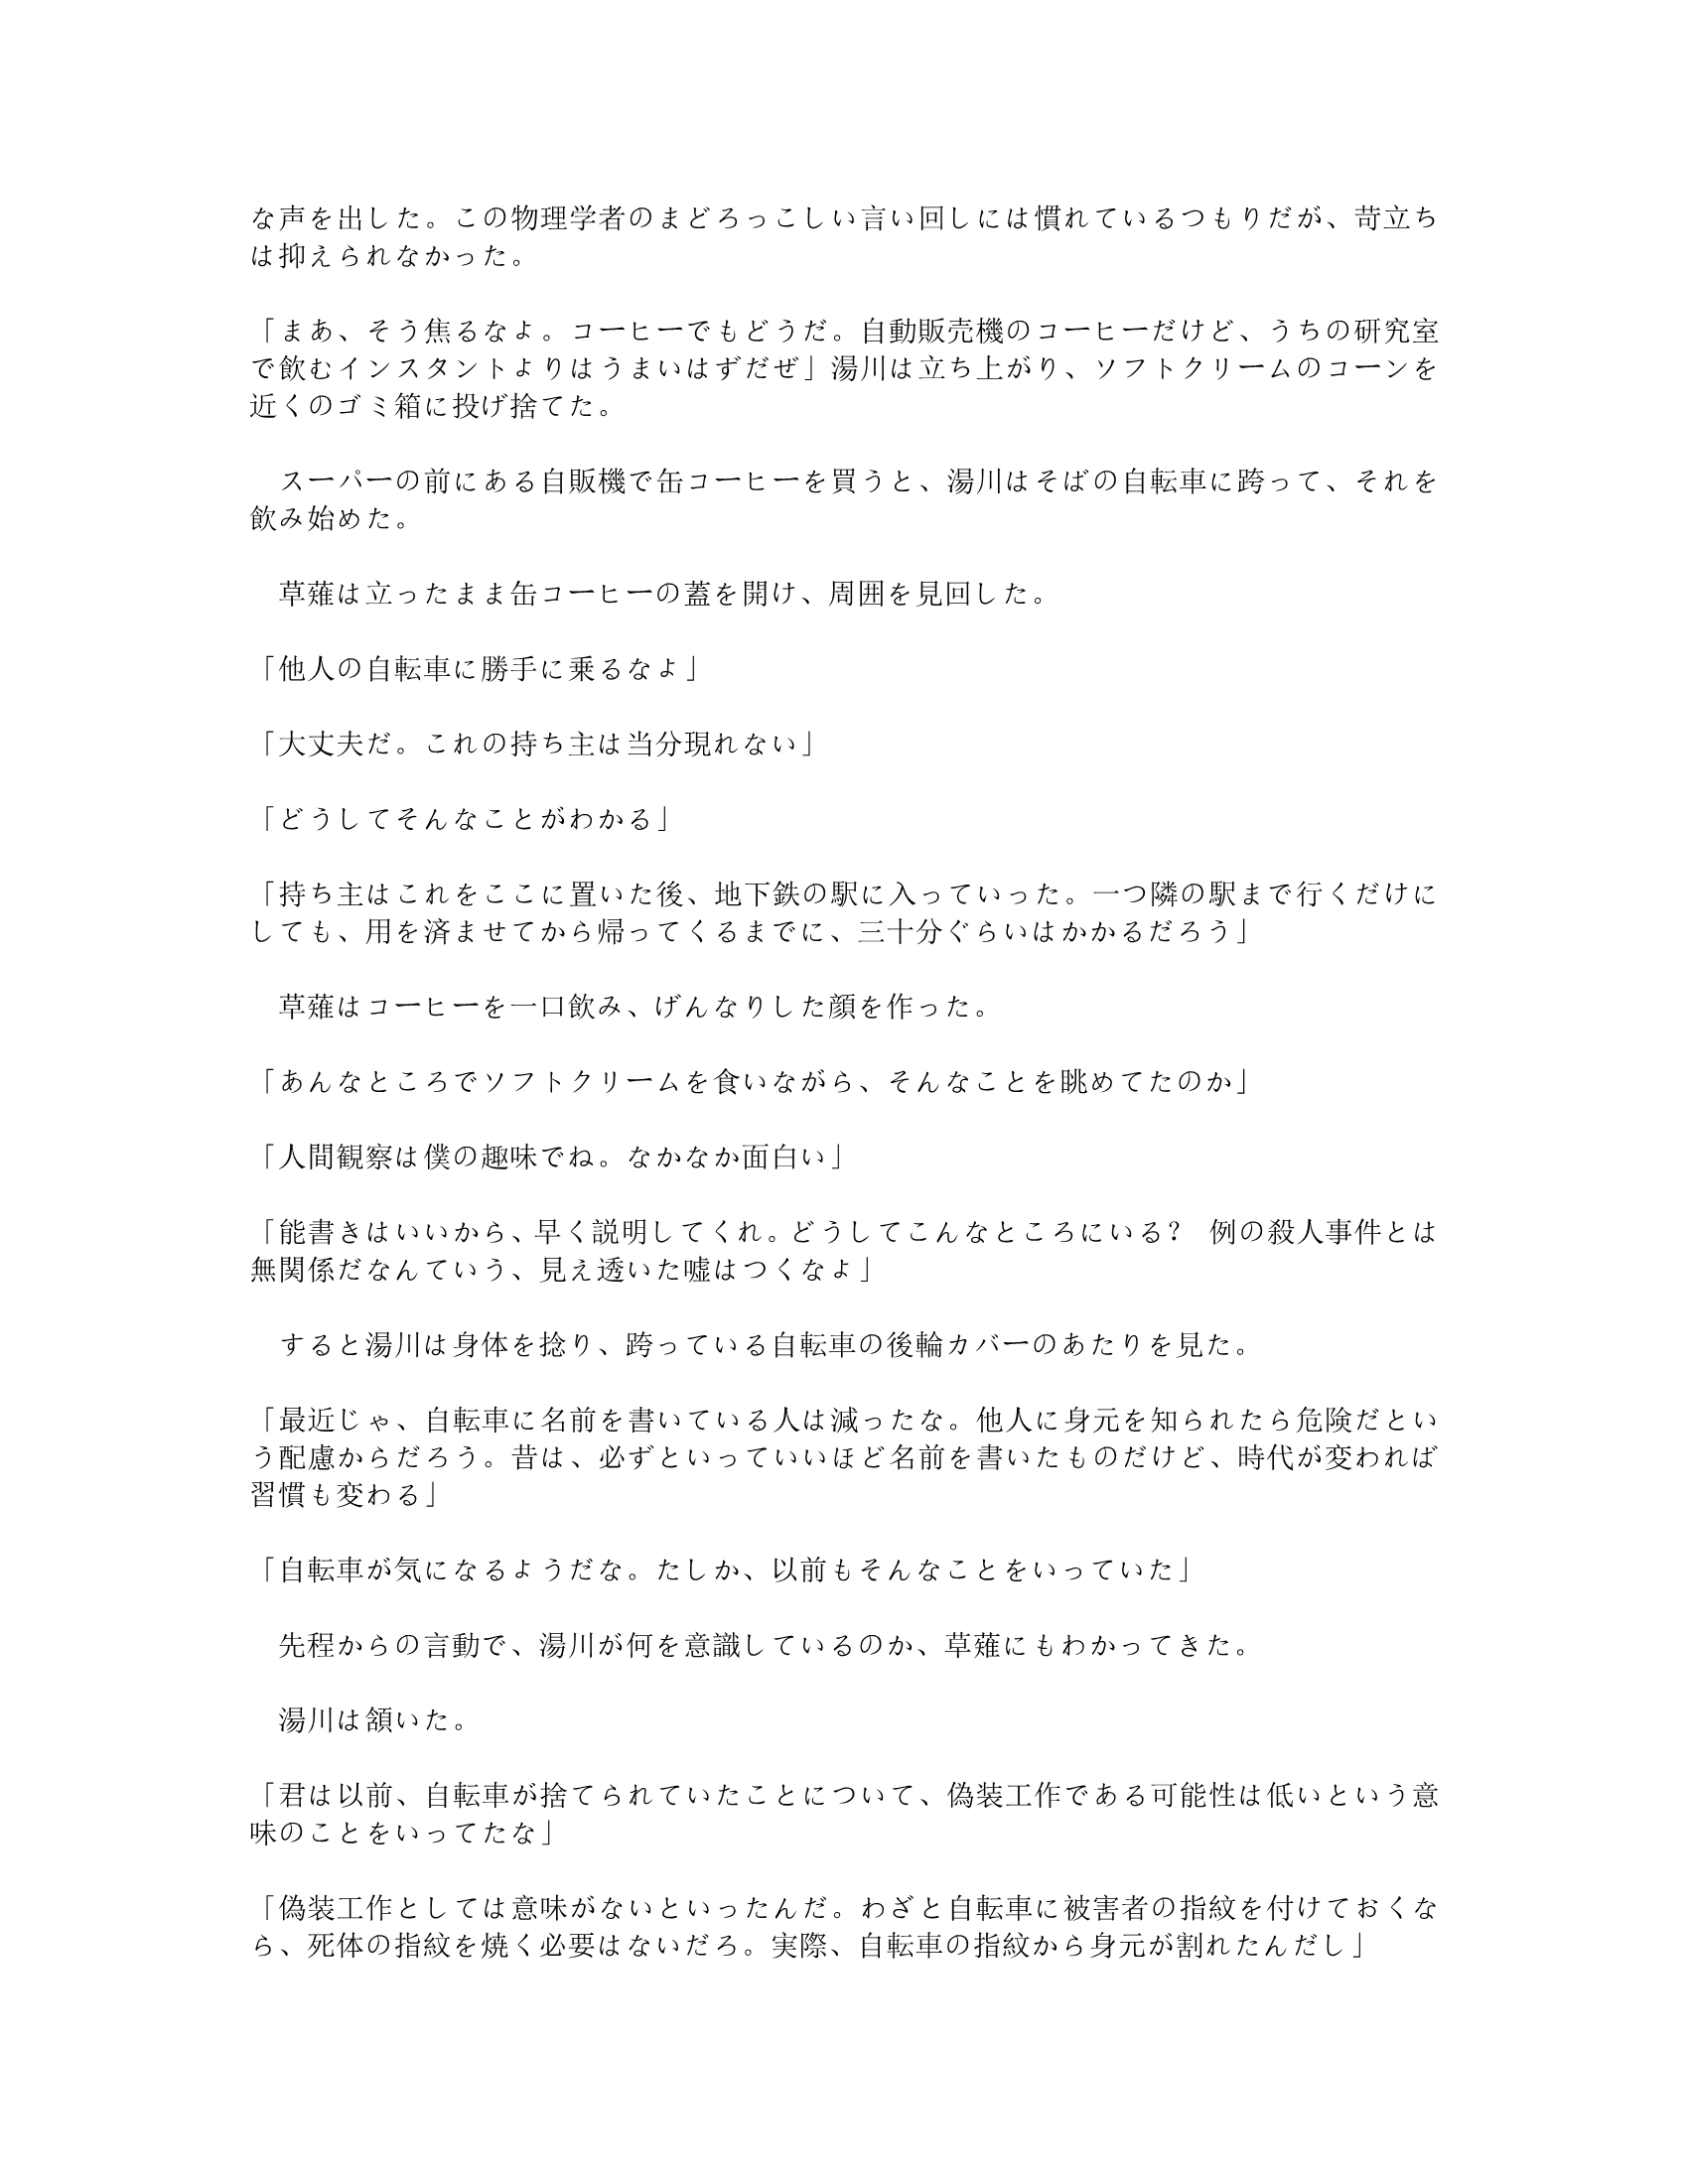 な声を出した。この物理学者のまどろっこしい言い回しには慣れているつもりだが、苛立ち
は抑えられなかった。
「まあ、そう焦るなよ。コーヒーでもどうだ。自動販売機のコーヒーだけど、うちの研究室
で飲むインスタントよりはうまいはずだぜ」湯川は立ち上がり、ソフトクリームのコーンを
近くのゴミ箱に投げ捨てた。
　スーパーの前にある自販機で缶コーヒーを買うと、湯川はそばの自転車に跨って、それを
飲み始めた。
　草薙は立ったまま缶コーヒーの蓋を開け、周囲を見回した。
「他人の自転車に勝手に乗るなよ」
「大丈夫だ。これの持ち主は当分現れない」
「どうしてそんなことがわかる」
「持ち主はこれをここに置いた後、地下鉄の駅に入っていった。一つ隣の駅まで行くだけに
しても、用を済ませてから帰ってくるまでに、三十分ぐらいはかかるだろう」
　草薙はコーヒーを一口飲み、げんなりした顔を作った。
「あんなところでソフトクリームを食いながら、そんなことを眺めてたのか」
「人間観察は僕の趣味でね。なかなか面白い」
「能書きはいいから、早く説明してくれ。どうしてこんなところにいる？　例の殺人事件とは
無関係だなんていう、見え透いた嘘はつくなよ」
　すると湯川は身体を捻り、跨っている自転車の後輪カバーのあたりを見た。
「最近じゃ、自転車に名前を書いている人は減ったな。他人に身元を知られたら危険だとい
う配慮からだろう。昔は、必ずといっていいほど名前を書いたものだけど、時代が変われば
習慣も変わる」
「自転車が気になるようだな。たしか、以前もそんなことをいっていた」
　先程からの言動で、湯川が何を意識しているのか、草薙にもわかってきた。
　湯川は頷いた。
「君は以前、自転車が捨てられていたことについて、偽装工作である可能性は低いという意
味のことをいってたな」
「偽装工作としては意味がないといったんだ。わざと自転車に被害者の指紋を付けておくな
ら、死体の指紋を焼く必要はないだろ。実際、自転車の指紋から身元が割れたんだし」